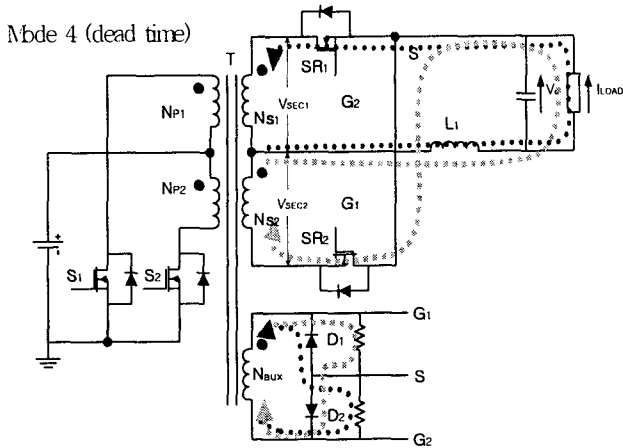 Mode 4 (dead time)
T
SR1
S
NP1
NS1
VSEC1
G2
Vo
ILOAD
L1
NP2
NS2
VSEC2
G1
SR2
S1
S2
G1
D1
NAUX
S
D2
G2